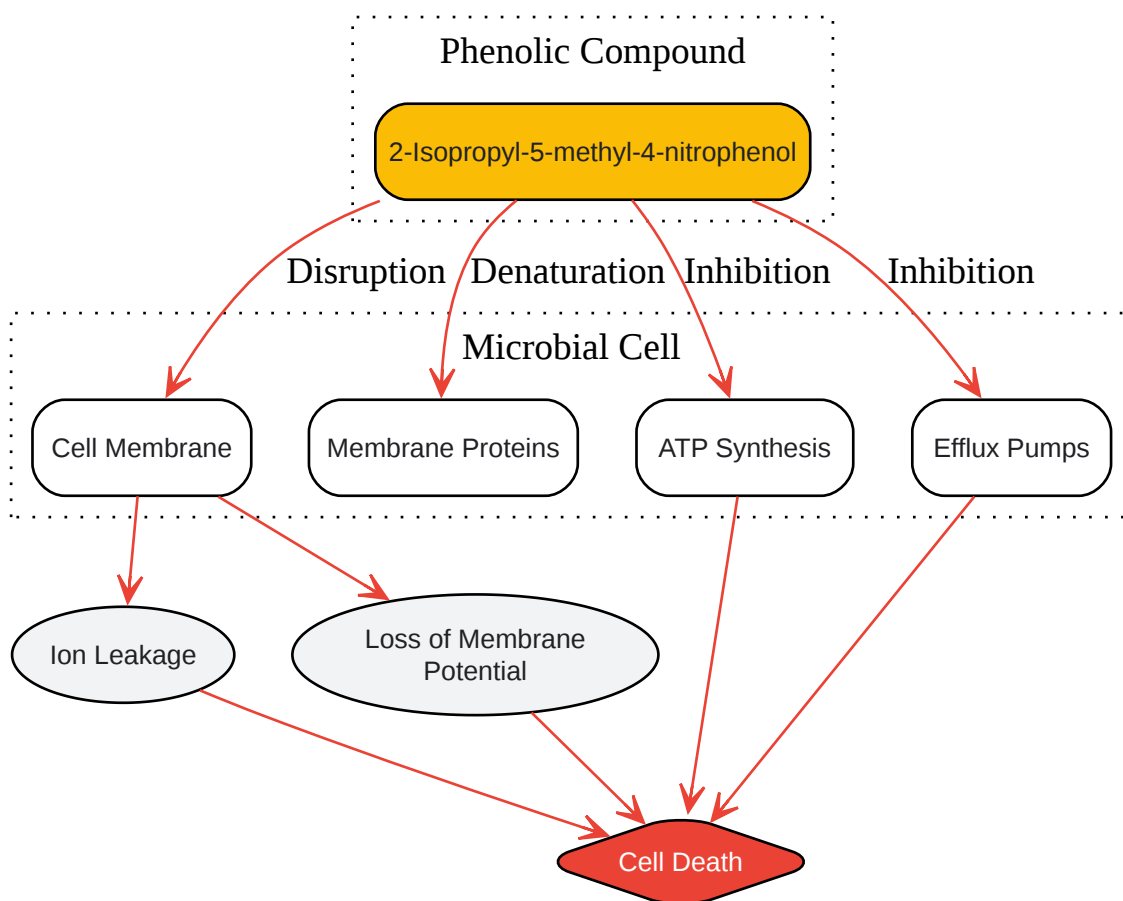 Phenolic Compound
2-Isopropyl-5-methyl-4-nitrophenol
Disruption
Denaturation
Inhibition
Inhibition
Microbial Cell
Cell Membrane
Membrane Proteins
ATP Synthesis
Efflux Pumps
Ion Leakage
Loss of Membrane
Potential
Cell Death